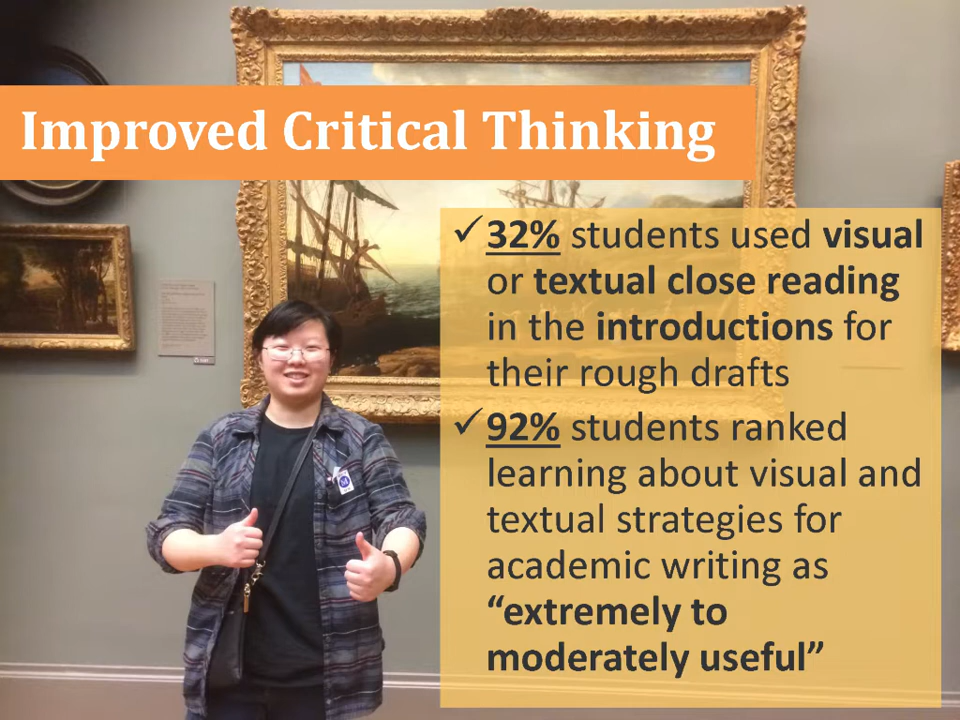 Improved Critical Thinking
✓ 32% students used visual
or textual close reading
in the introductions for
their rough drafts
✓ 92% students ranked
learning about visual and
textual strategies for
academic writing as
“extremely to
moderately useful”